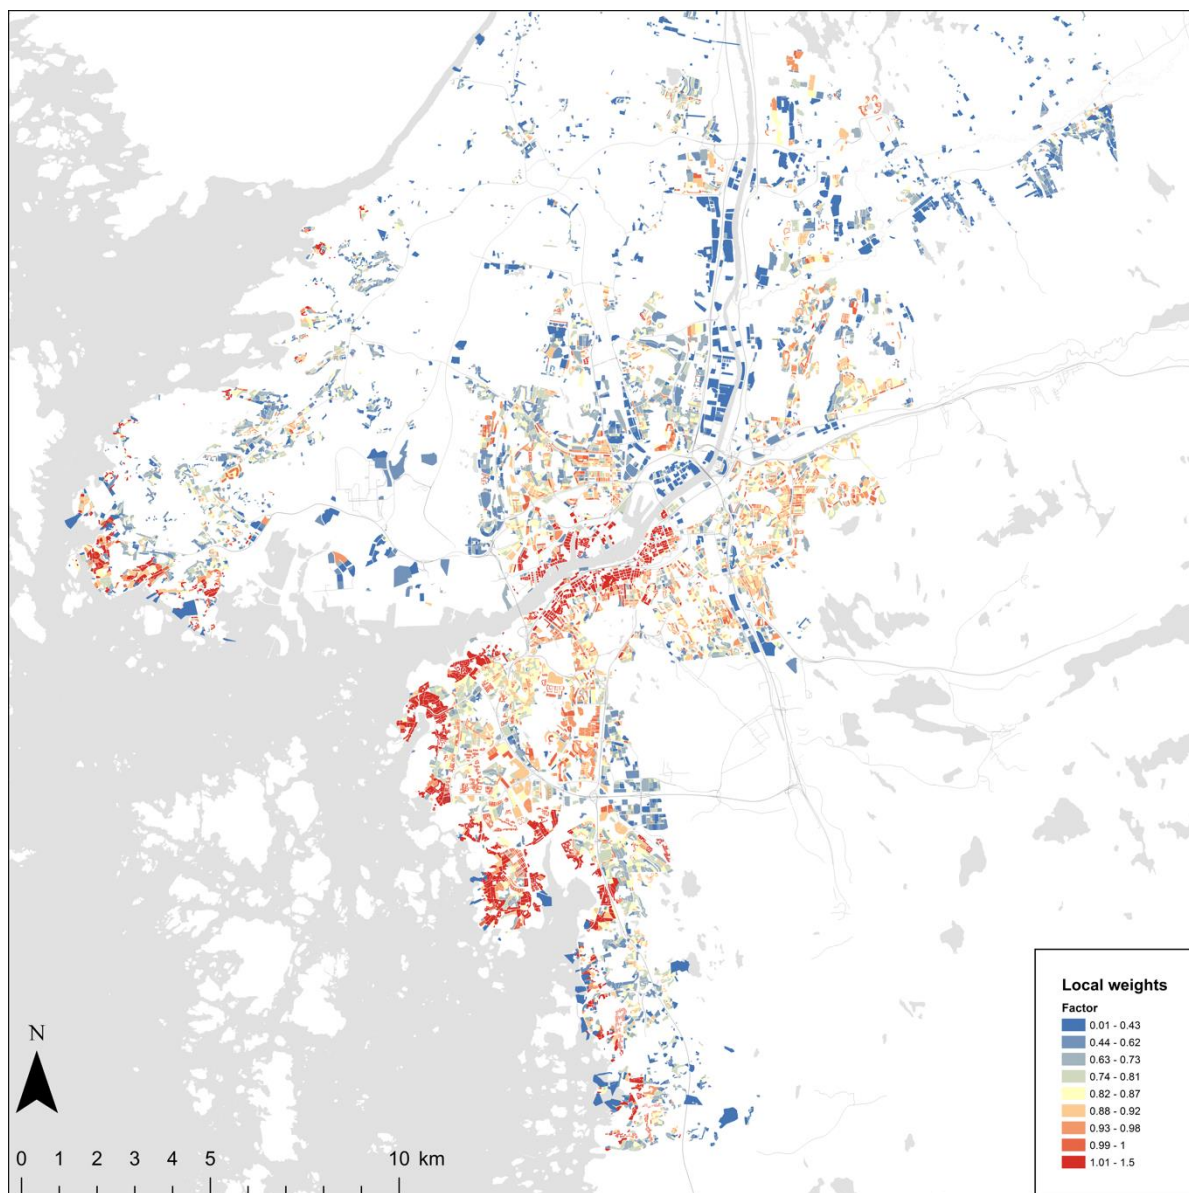 Local weights
Factor
0.01 - 0.43
0.44 - 0.62
0.63 - 0.73
0.74 - 0.81
0.82 - 0.87
0.88 - 0.92
0.93 - 0.98
0.99 - 1
1.01 - 1.5
N
0 1 2 3 4 5 10 km